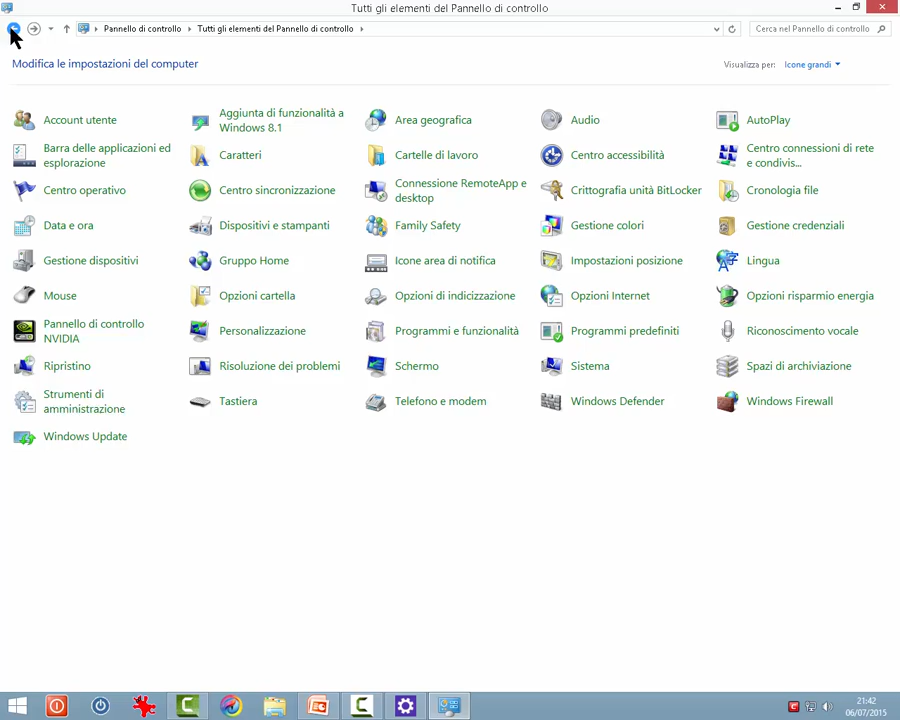 Tutti gli elementi del Pannello di controllo
Pannello di controllo
Tutti gli elementi del Pannello di controllo
Cerca nel Pannello di controllo
Modifica le impostazioni del computer
Visualizza per:
Icone grandi
Account utente
Aggiunta di funzionalità a
Windows 8.1
Area geografica
Audio
AutoPlay
Barra delle applicazioni ed
esplorazione
Caratteri
Cartelle di lavoro
Centro accessibilità
Centro connessioni di rete
e condivis...
Centro operativo
Centro sincronizzazione
Connessione RemoteApp e
desktop
Crittografia unità BitLocker
Cronologia file
Data e ora
Dispositivi e stampanti
Family Safety
Gestione colori
Gestione credenziali
Gestione dispositivi
Gruppo Home
Icone area di notifica
Impostazioni posizione
Lingua
Mouse
Opzioni cartella
Opzioni di indicizzazione
Opzioni Internet
Opzioni risparmio energia
Pannello di controllo
NVIDIA
Personalizzazione
Programmi e funzionalità
Programmi predefiniti
Riconoscimento vocale
Ripristino
Risoluzione dei problemi
Schermo
Sistema
Spazi di archiviazione
Strumenti di
amministrazione
Tastiera
Telefono e modem
Windows Defender
Windows Firewall
Windows Update
21:42
06/07/2015